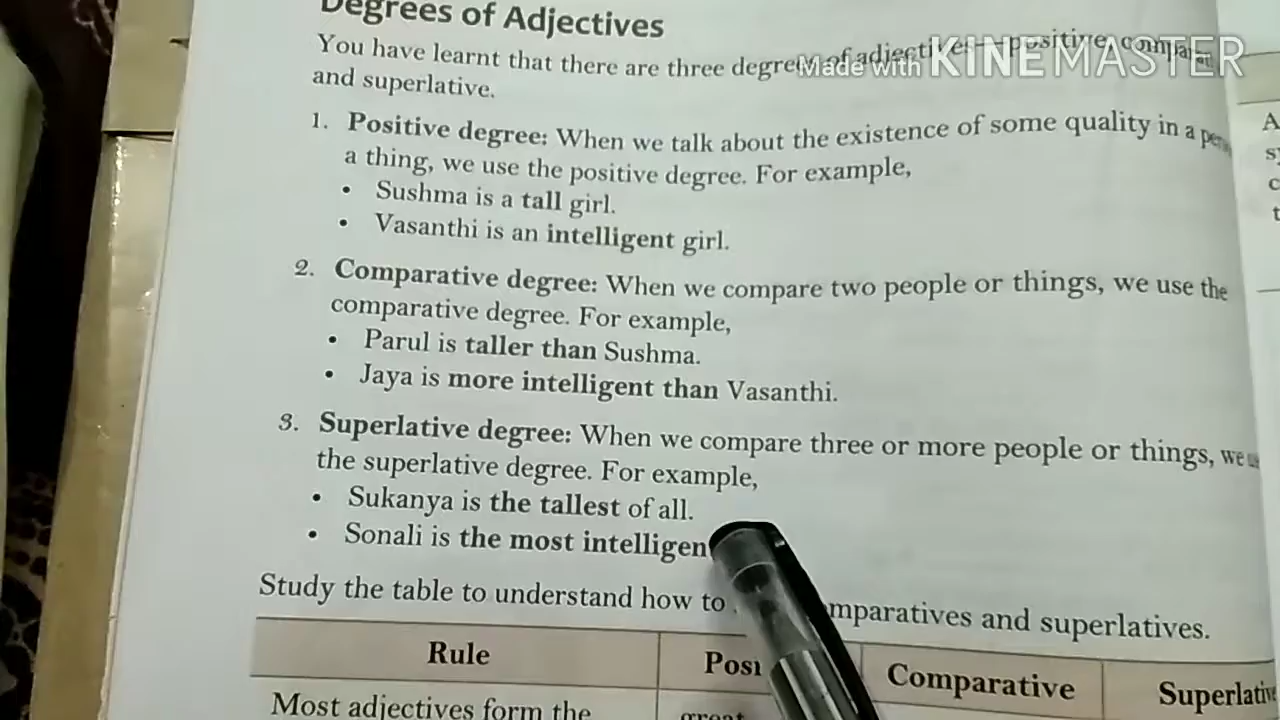 Degrees of Adjectives
Made with KINEMASTER
You have learnt that there are three degrees of adjectives—positive,
and superlative.
1. Positive degree: When we talk about the existence of some quality in a
a thing, we use the positive degree. For example,
• Sushma is a tall girl.
• Vasanthi is an intelligent girl.
2. Comparative degree: When we compare two people or things, we use the
comparative degree. For example,
• Parul is taller than Sushma.
• Jaya is more intelligent than Vasanthi.
3. Superlative degree: When we compare three or more people or things, we
the superlative degree. For example,
• Sukanya is the tallest of all.
• Sonali is the most intelligen
Study the table to understand how to mparatives and superlatives.
Rule Posi Comparative Superlativ
Most adjectives form the great